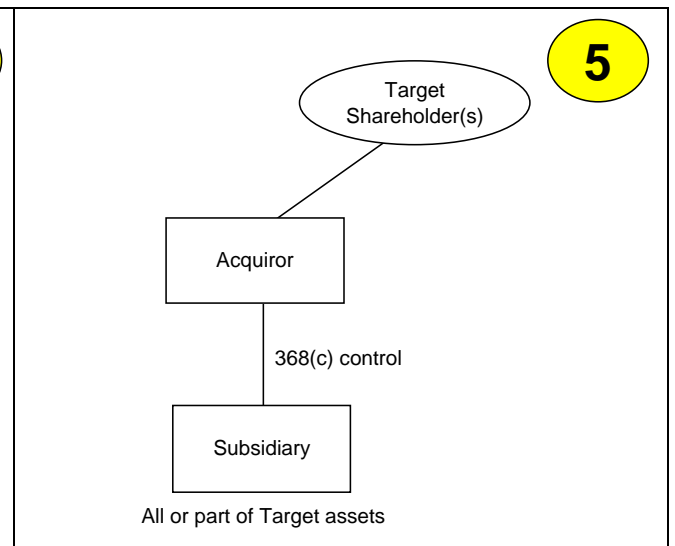 5
Target
Shareholder(s)
Acquiror
368(c) control
Subsidiary
All or part of Target assets